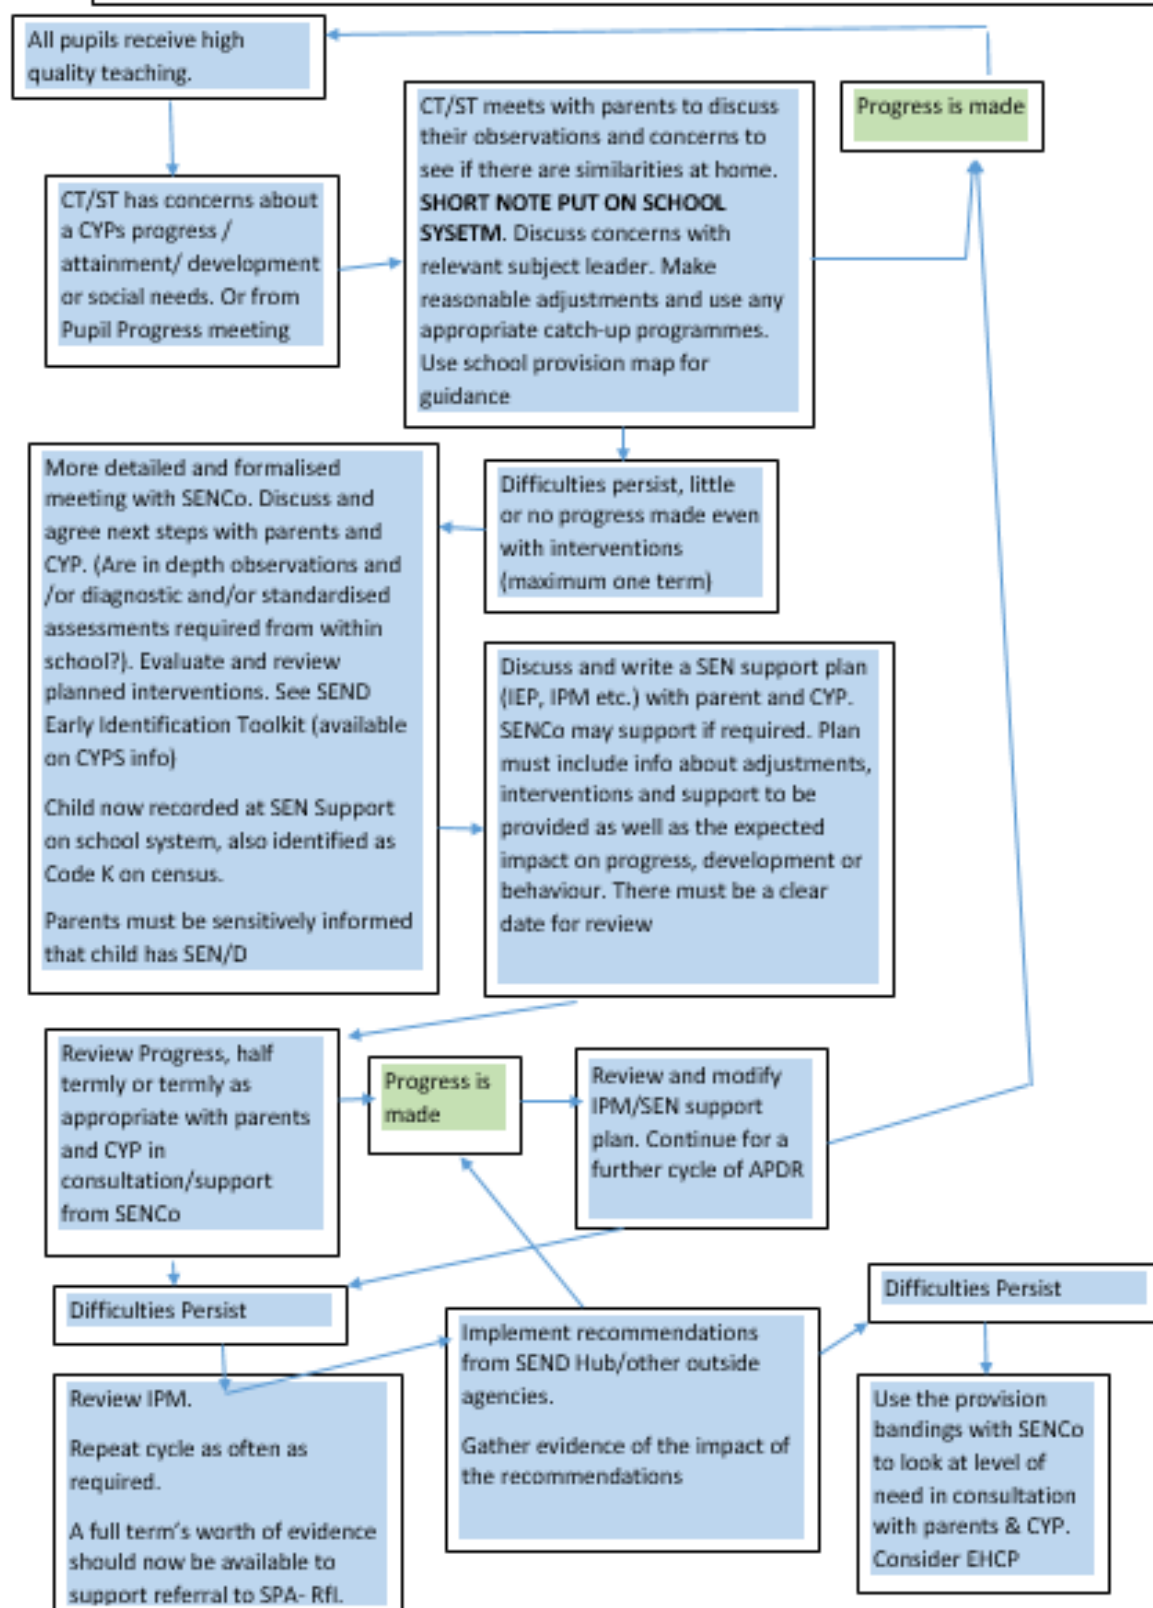 All pupils receive high
quality teaching.
Progress is made
CT/ST meets with parents to discuss
their observations and concerns to
see if there are similarities at home.
SHORT NOTE PUT ON SCHOOL
SYSETM. Discuss concerns with
relevant subject leader. Make
reasonable adjustments and use any
appropriate catch-up programmes.
Use school provision map for
guidance
CT/ST has concerns about
a CYPs progress /
attainment/ development
or social needs. Or from
Pupil Progress meeting
Difficulties persist, little
or no progress made even
with interventions
(maximum one term)
More detailed and formalised
meeting with SENCo. Discuss and
agree next steps with parents and
CYP. (Are in depth observations and
/or diagnostic and/or standardised
assessments required from within
school?). Evaluate and review
planned interventions. See SEND
Early Identification Toolkit (available
on CYPS info)
Child now recorded at SEN Support
on school system, also identified as
Code K on census.
Parents must be sensitively informed
that child has SEN/D
Discuss and write a SEN support plan
(IEP, IPM etc.) with parent and CYP.
SENCo may support if required. Plan
must include info about adjustments,
interventions and support to be
provided as well as the expected
impact on progress, development or
behaviour. There must be a clear
date for review
Review Progress, half
termly or termly as
appropriate with parents
and CYP in
consultation/support
from SENCo
Progress is
made
Review and modify
IPM/SEN support
plan. Continue for a
further cycle of APDR
Difficulties Persist
Difficulties Persist
Review IPM.
Repeat cycle as often as
required.
A full term's worth of evidence
should now be available to
support referral to SPA- RfI.
Implement recommendations
from SEND Hub/other outside
agencies.
Gather evidence of the impact of
the recommendations
Use the provision
bandings with SENCo
to look at level of
need in consultation
with parents & CYP.
Consider EHCP